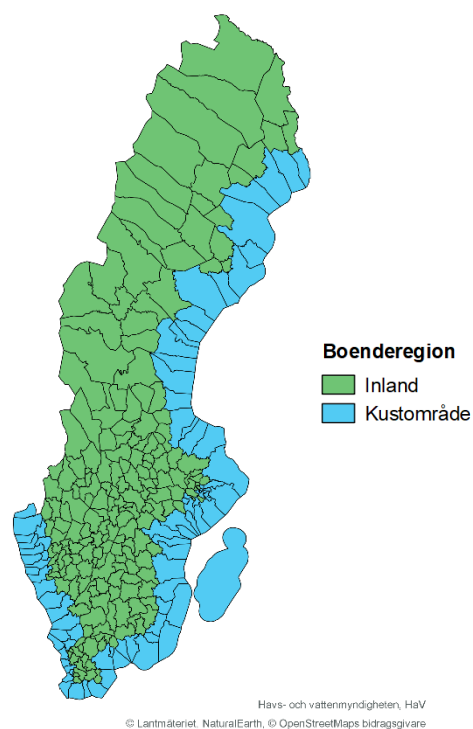 Boenderegion
Inland
Kustområde
Havs- och vattenmyndigheten, HaV
© Lantmäteriet. NaturalEarth, © OpenStreetMaps bidragsgivare